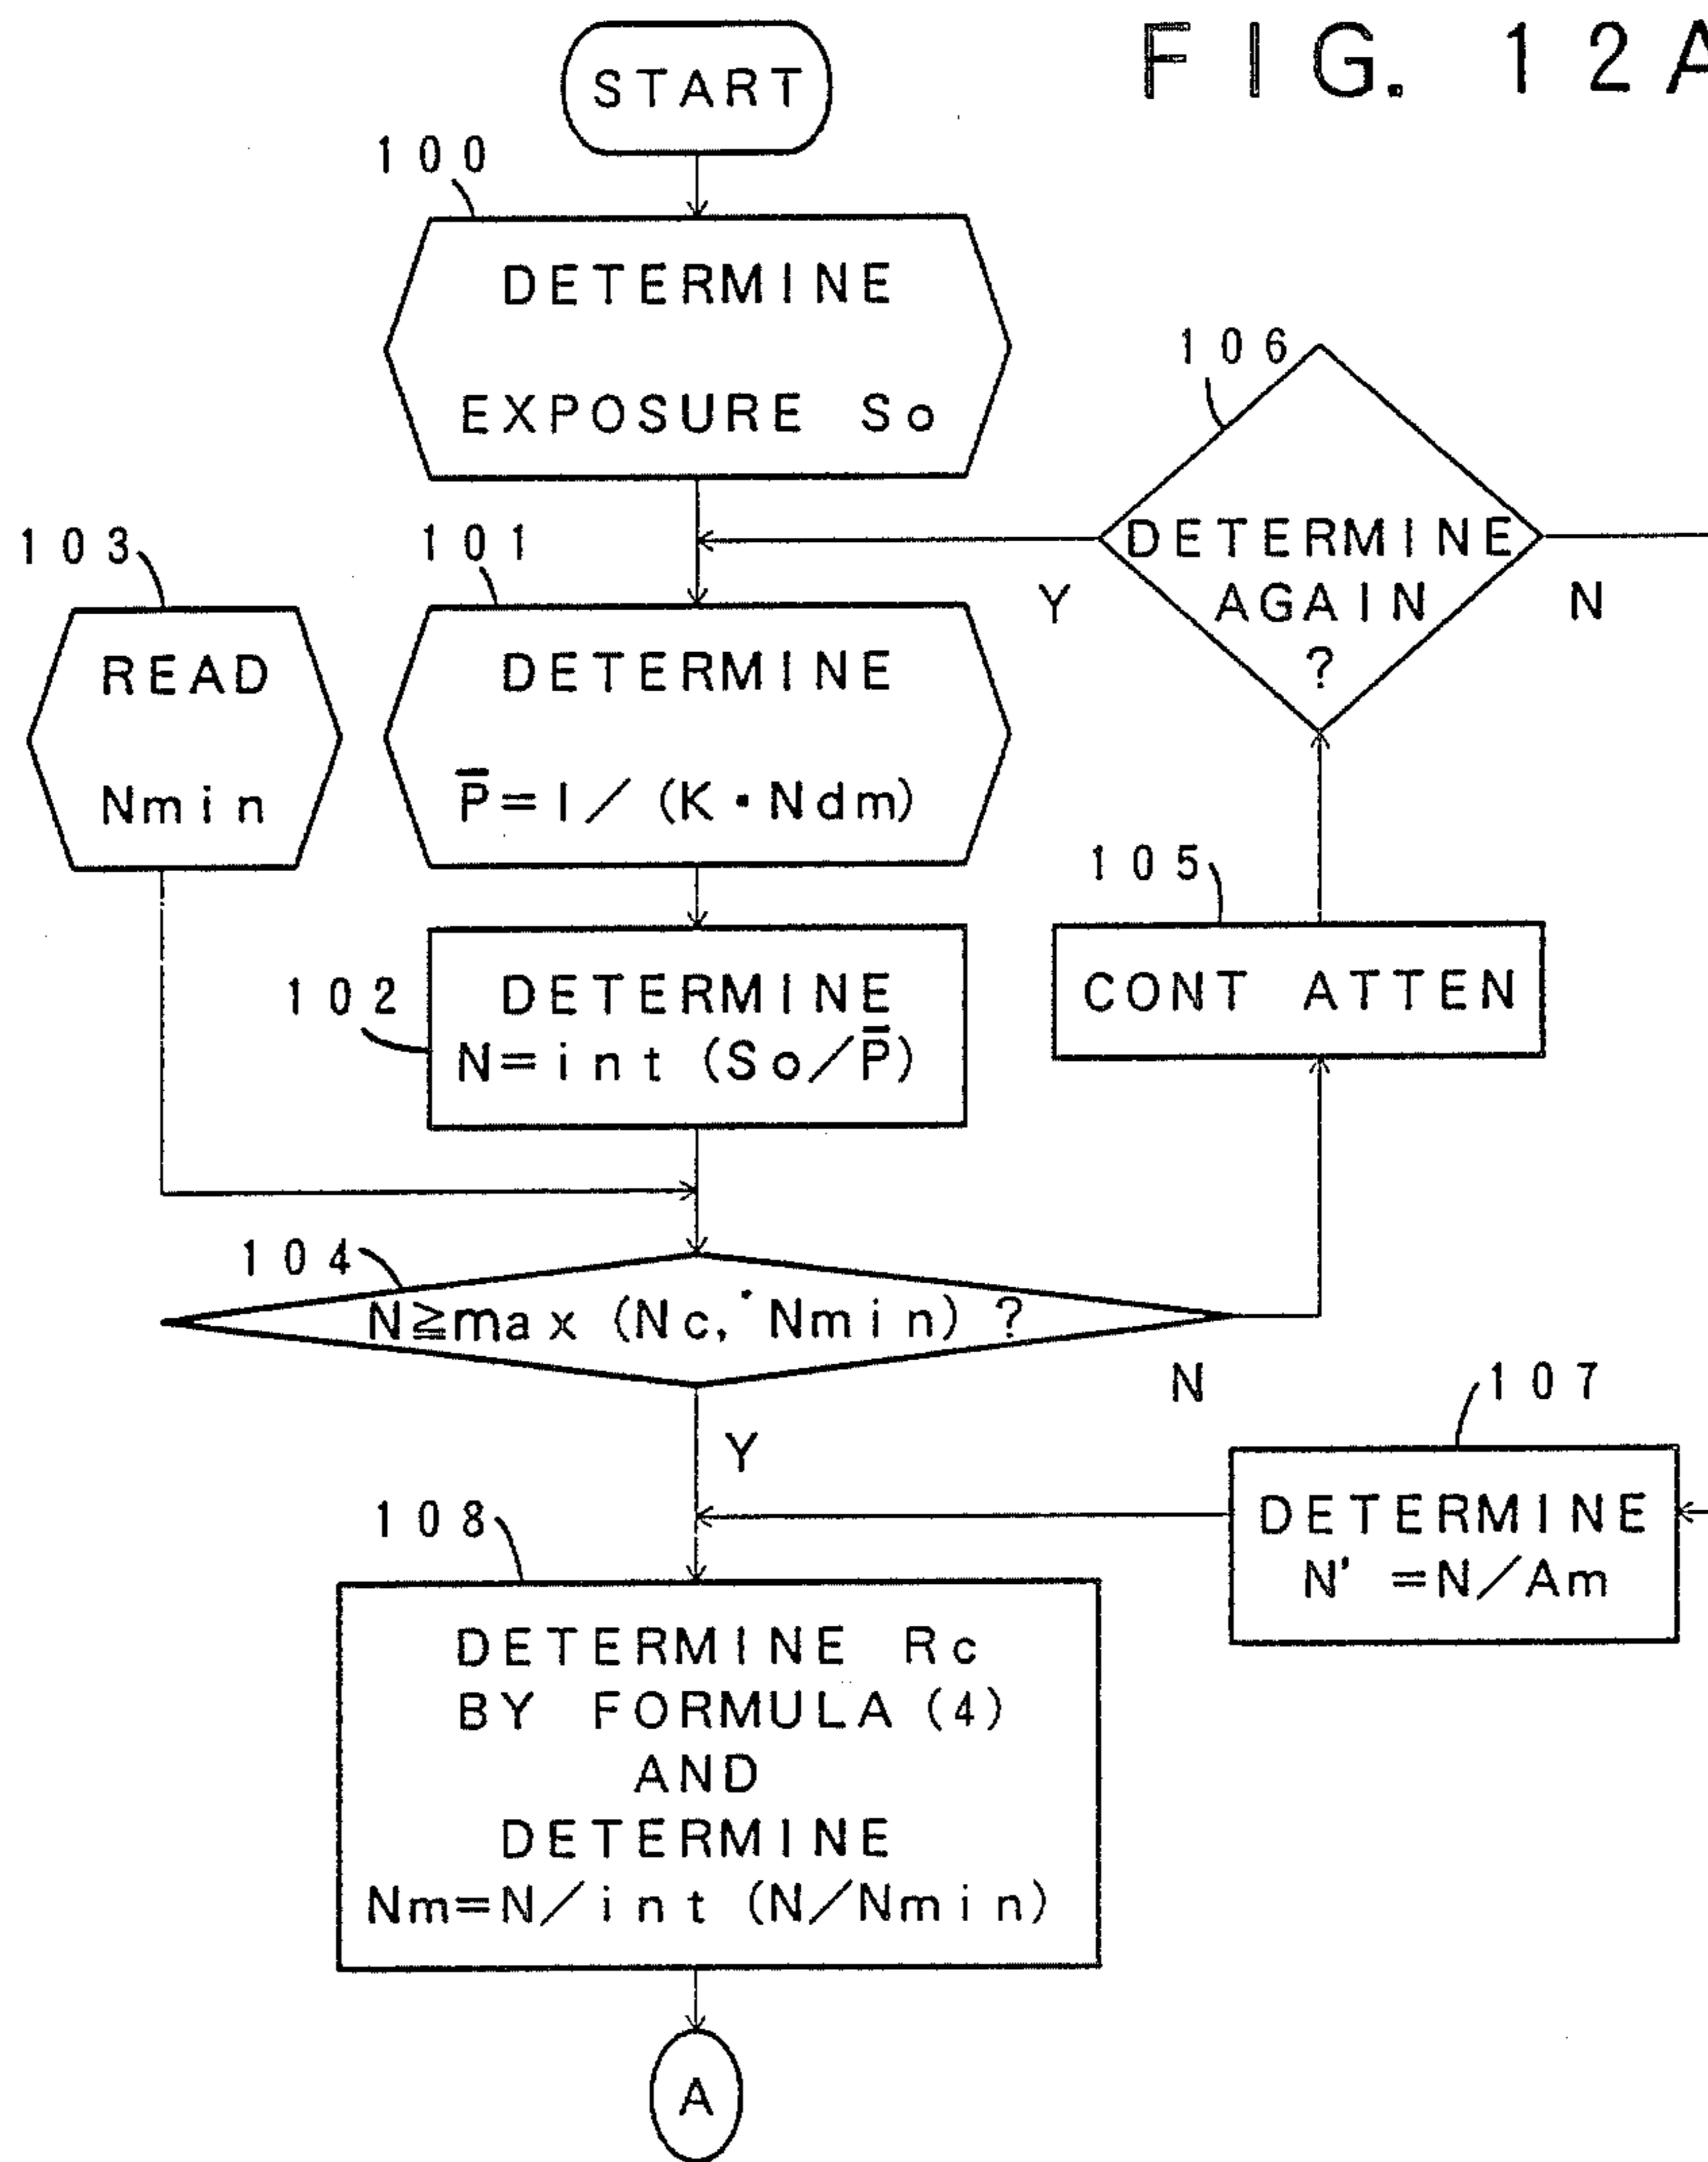 FIG. 12A
START
100
DETERMINE
EXPOSURE So
106
DETERMINE
AGAIN
?
Y
N
103
READ
Nmin
101
DETERMINE
P̅=I/(K·Ndm)
105
CONT ATTEN
102
DETERMINE
N=int (So/P̅)
104
N≧max (Nc, Nmin) ?
N
Y
107
DETERMINE
N' =N/Am
108
DETERMINE Rc
BY FORMULA (4)
AND
DETERMINE
Nm=N/int (N/Nmin)
A